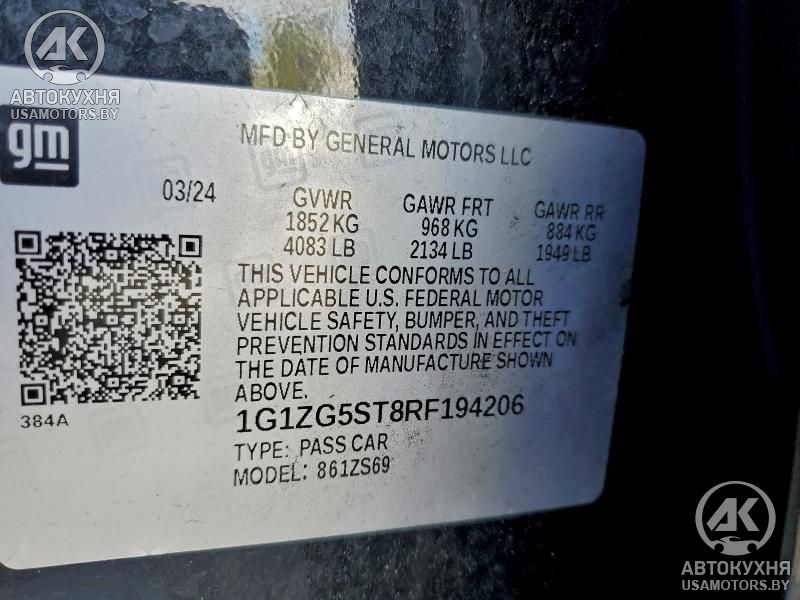 AK
АВТОКУХНЯ
USAMOTORS.BY
gm
MFD BY GENERAL MOTORS LLC
03/24
GVWR GAWR FRT GAWR RR
1852 KG 968 KG 884 KG
4083 LB 2134 LB 1949 LB
THIS VEHICLE CONFORMS TO ALL
APPLICABLE U.S. FEDERAL MOTOR
VEHICLE SAFETY, BUMPER, AND THEFT
PREVENTION STANDARDS IN EFFECT ON
THE DATE OF MANUFACTURE SHOWN
ABOVE.
384A
1G1ZG5ST8RF194206
TYPE: PASS CAR
MODEL: 861ZS69
AK
АВТОКУХНЯ
USAMOTORS.BY